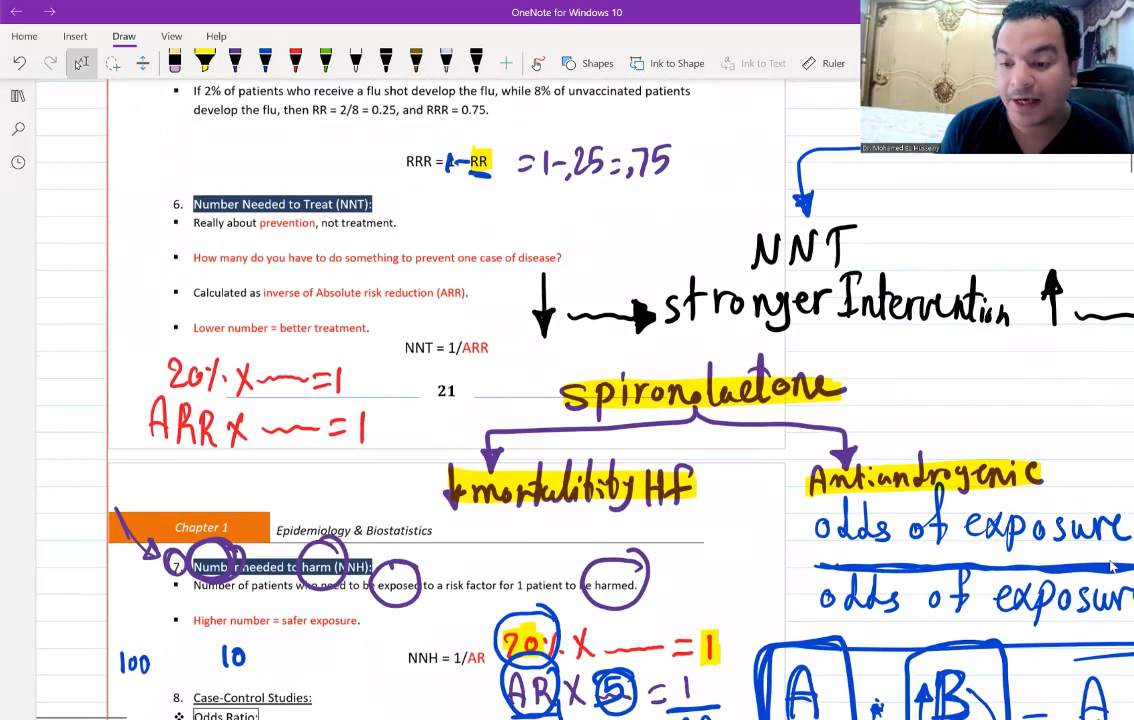 OneNote for Windows 10
Home Insert Draw View Help
Shapes Ink to Shape Ink to Text Ruler
Dr. Mohamed EL Husseiny
If 2% of patients who receive a flu shot develop the flu, while 8% of unvaccinated patients
develop the flu, then RR = 2/8 = 0.25, and RRR = 0.75.
RRR = 1-RR = 1-.25=.75
6. Number Needed to Treat (NNT):
Really about prevention, not treatment.
How many do you have to do something to prevent one case of disease?
Calculated as inverse of Absolute risk reduction (ARR).
Lower number = better treatment.
NNT = 1/ARR
NNT
stronger Intervention
20% X = 1
ARR X = 1
21
spironolactone
mortalibity HF
Antiandrogenic
odds of exposure
odds of exposur
Chapter 1 Epidemiology & Biostatistics
7. Number needed to harm (NNH):
Number of patients who need to be exposed to a risk factor for 1 patient to be harmed.
Higher number = safer exposure.
100 10
NNH = 1/AR
20% X = 1
AR X 5 = 1
A B = A
8. Case-Control Studies:
Odds Ratio: